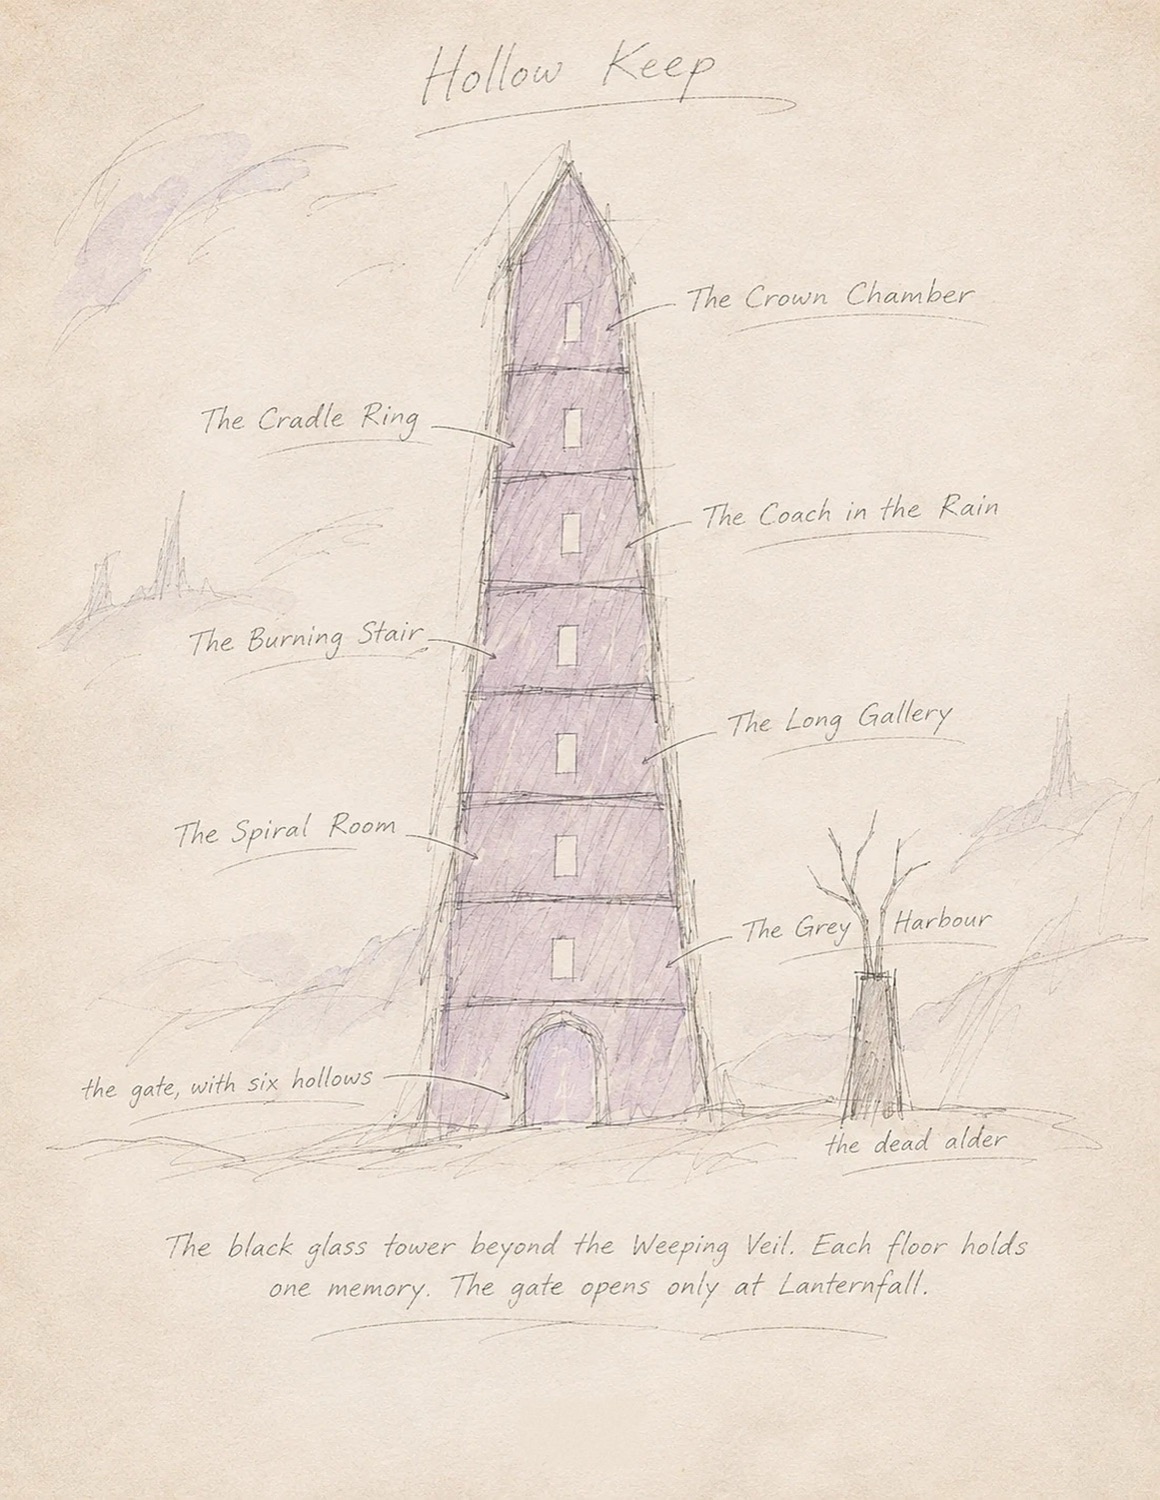 Hollow Keep
The Crown Chamber
The Cradle Ring
The Coach in the Rain
The Burning Stair
The Long Gallery
The Spiral Room
The Grey Harbour
the gate, with six hollows
the dead alder
The black glass tower beyond the Weeping Veil. Each floor holds
one memory. The gate opens only at Lanternfall.